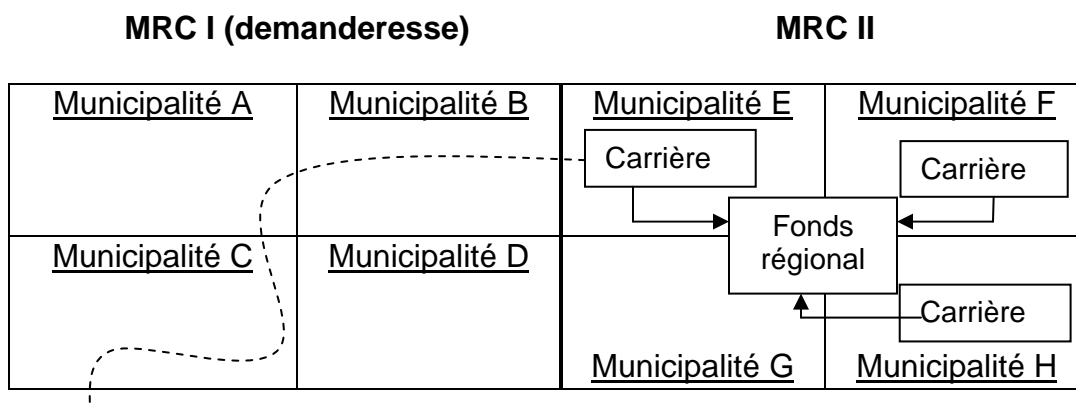 MRC I (demanderesse)
MRC II
Municipalité A
Municipalité B
Municipalité E
Municipalité F
Carrière
Carrière
Fonds
régional
Municipalité C
Municipalité D
Carrière
Municipalité G
Municipalité H